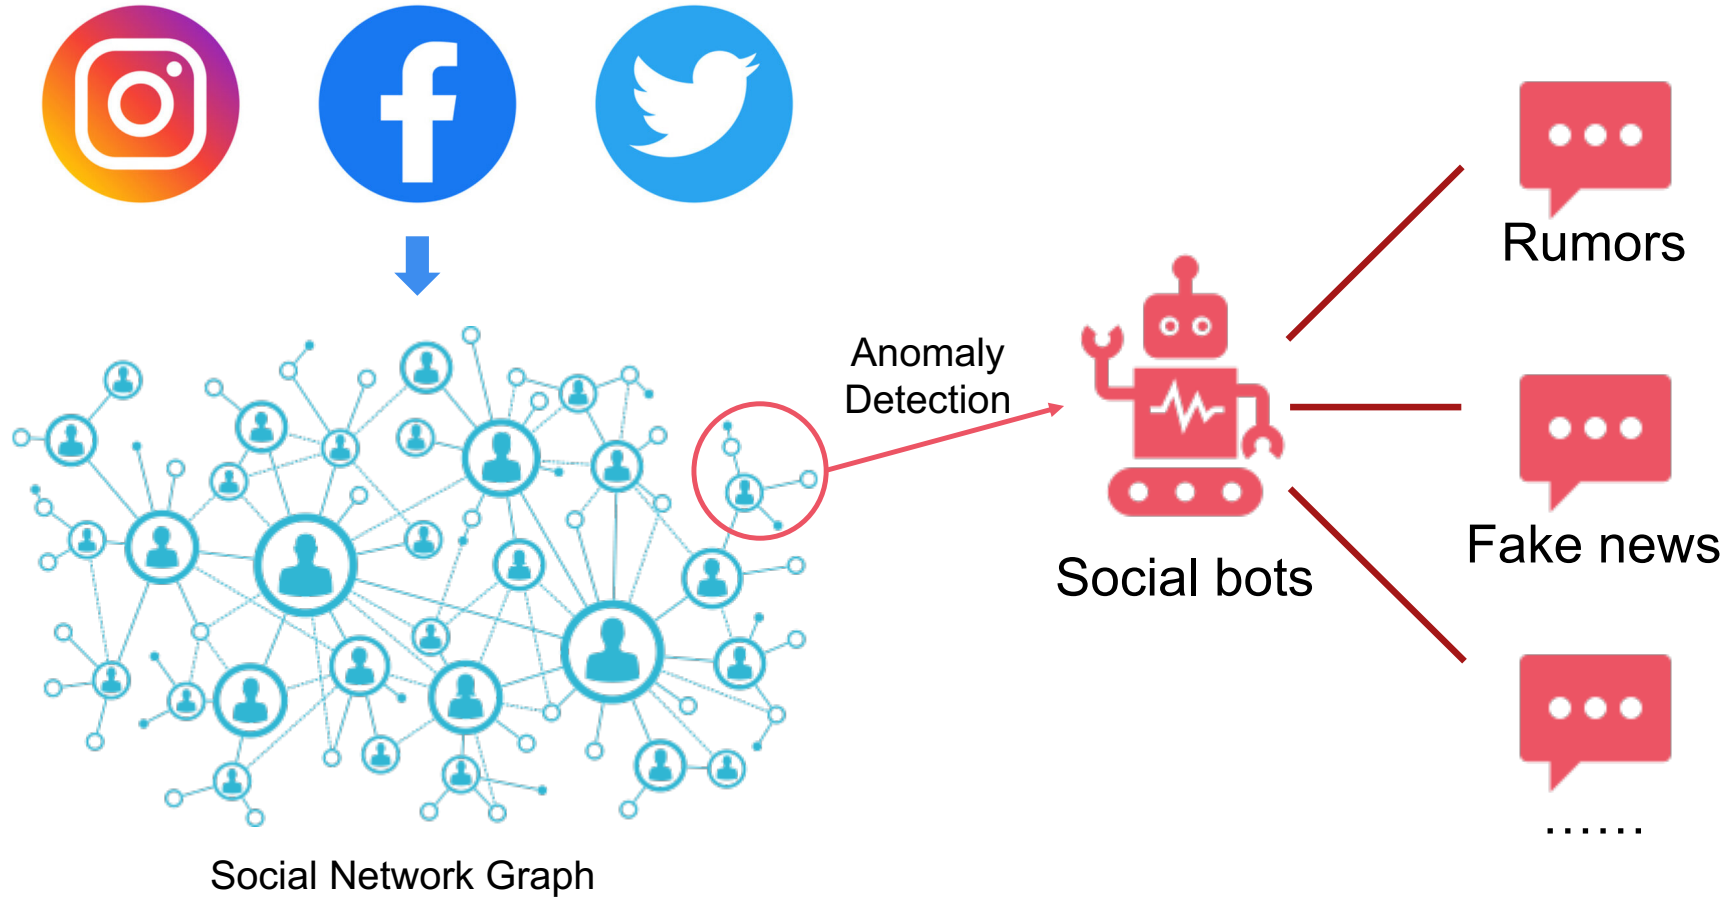 Anomaly
Detection
Social Network Graph
Social bots
Rumors
Fake news
......